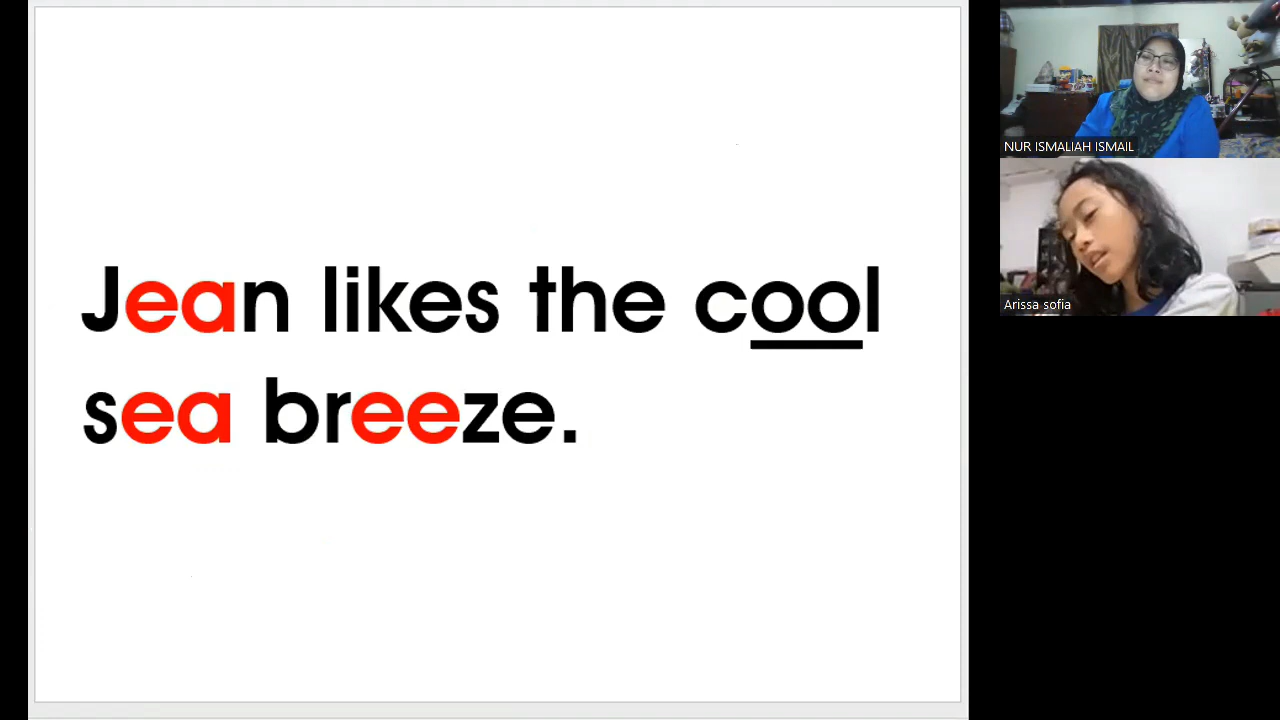 Jean likes the cool
sea breeze.
NUR ISMALIAH ISMAIL
Arissa sofia